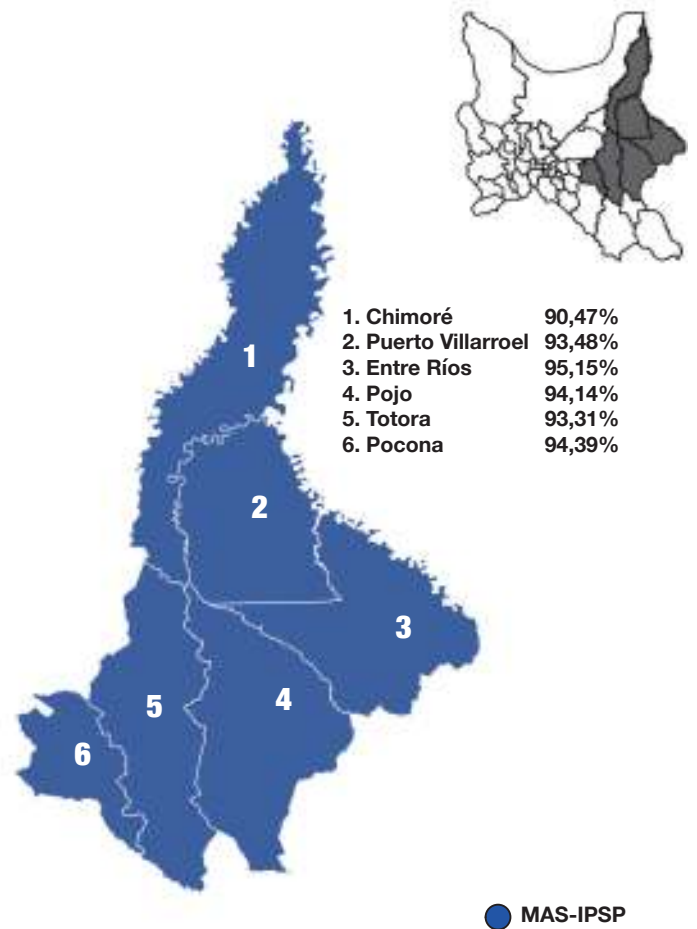 1. Chimoré 90,47%
2. Puerto Villarroel 93,48%
3. Entre Ríos 95,15%
4. Pojo 94,14%
5. Totora 93,31%
6. Pocona 94,39%
1
2
3
4
5
6
MAS-IPSP